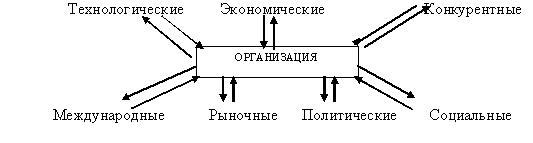 Технологические Экономические Конкурентные
ОРГАНИЗАЦИЯ
Международные Рыночные Политические Социальные